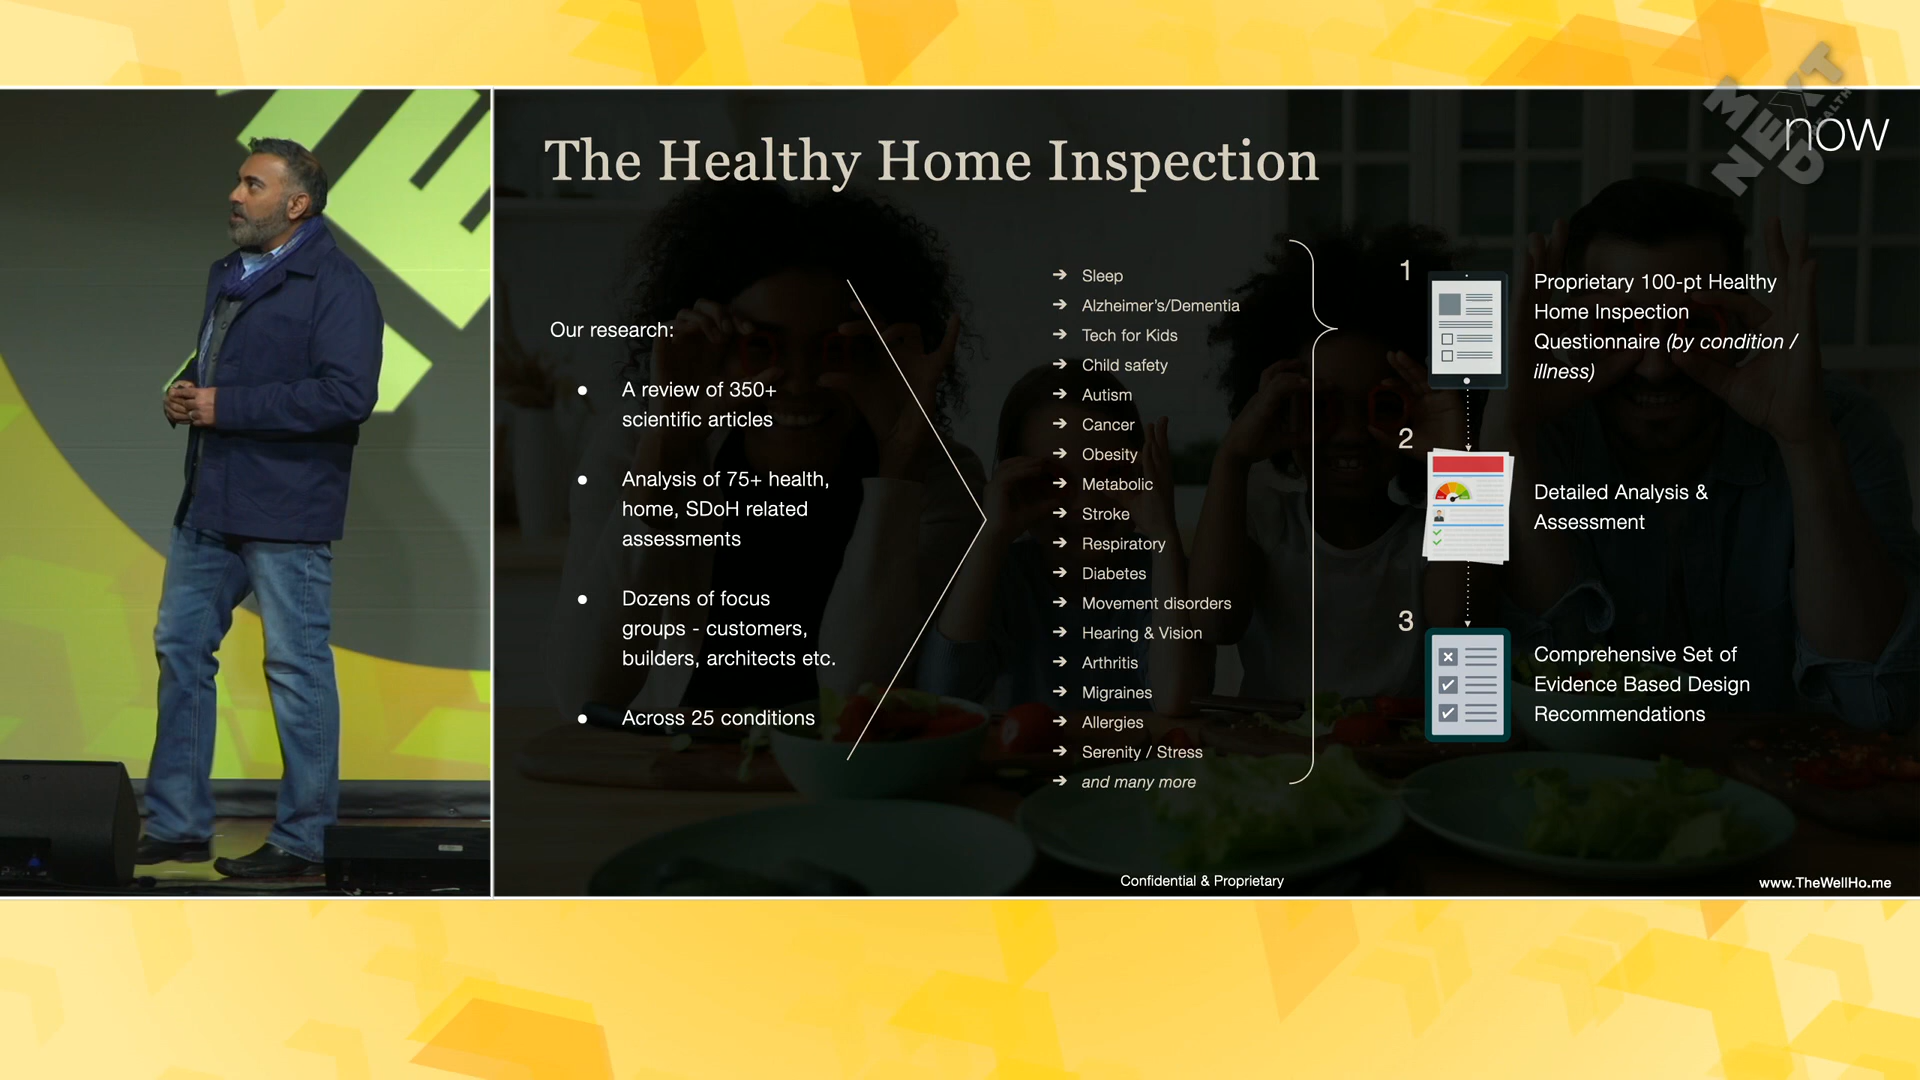 The Healthy Home Inspection
now
NEXT
MED
HEALTH
Our research:
● A review of 350+
scientific articles
● Analysis of 75+ health,
home, SDoH related
assessments
● Dozens of focus
groups - customers,
builders, architects etc.
● Across 25 conditions
➔ Sleep
➔ Alzheimer's/Dementia
➔ Tech for Kids
➔ Child safety
➔ Autism
➔ Cancer
➔ Obesity
➔ Metabolic
➔ Stroke
➔ Respiratory
➔ Diabetes
➔ Movement disorders
➔ Hearing & Vision
➔ Arthritis
➔ Migraines
➔ Allergies
➔ Serenity / Stress
➔ and many more
1
Proprietary 100-pt Healthy
Home Inspection
Questionnaire (by condition /
illness)
2
Detailed Analysis &
Assessment
3
Comprehensive Set of
Evidence Based Design
Recommendations
Confidential & Proprietary
www.TheWellHo.me